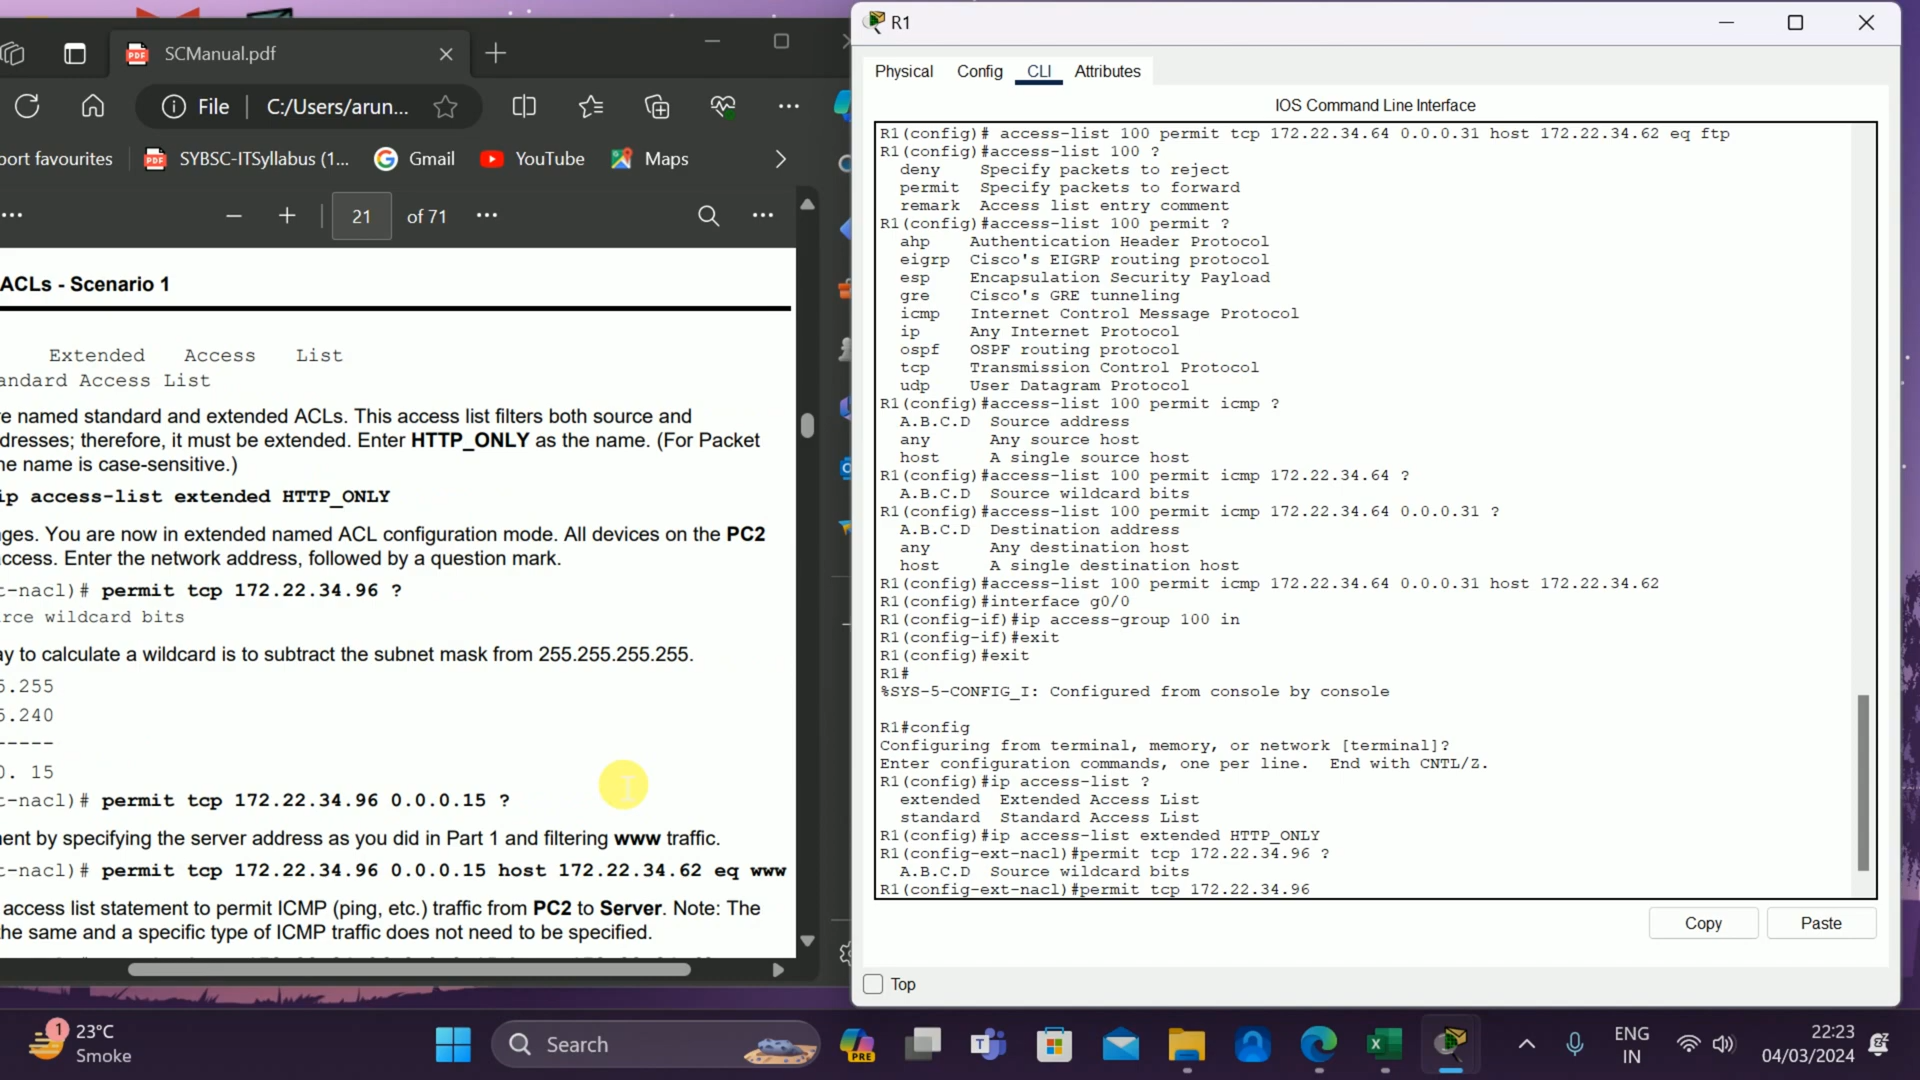 SCManual.pdf
File
C:/Users/arun...
port favourites
SYBSC-ITSyllabus (1...
Gmail
YouTube
Maps
21
of 71
ACLs - Scenario 1
Extended Access List
andard Access List
re named standard and extended ACLs. This access list filters both source and
dresses; therefore, it must be extended. Enter HTTP_ONLY as the name. (For Packet
he name is case-sensitive.)
ip access-list extended HTTP_ONLY
nges. You are now in extended named ACL configuration mode. All devices on the PC2
access. Enter the network address, followed by a question mark.
t-nacl)# permit tcp 172.22.34.96 ?
rce wildcard bits
ay to calculate a wildcard is to subtract the subnet mask from 255.255.255.255.
5.255
5.240
-----
0. 15
t-nacl)# permit tcp 172.22.34.96 0.0.0.15 ?
ment by specifying the server address as you did in Part 1 and filtering www traffic.
t-nacl)# permit tcp 172.22.34.96 0.0.0.15 host 172.22.34.62 eq www
access list statement to permit ICMP (ping, etc.) traffic from PC2 to Server. Note: The
the same and a specific type of ICMP traffic does not need to be specified.
R1
Physical
Config
CLI
Attributes
IOS Command Line Interface
R1(config)# access-list 100 permit tcp 172.22.34.64 0.0.0.31 host 172.22.34.62 eq ftp
R1(config)#access-list 100 ?
deny Specify packets to reject
permit Specify packets to forward
remark Access list entry comment
R1(config)#access-list 100 permit ?
ahp Authentication Header Protocol
eigrp Cisco's EIGRP routing protocol
esp Encapsulation Security Payload
gre Cisco's GRE tunneling
icmp Internet Control Message Protocol
ip Any Internet Protocol
ospf OSPF routing protocol
tcp Transmission Control Protocol
udp User Datagram Protocol
R1(config)#access-list 100 permit icmp ?
A.B.C.D Source address
any Any source host
host A single source host
R1(config)#access-list 100 permit icmp 172.22.34.64 ?
A.B.C.D Source wildcard bits
R1(config)#access-list 100 permit icmp 172.22.34.64 0.0.0.31 ?
A.B.C.D Destination address
any Any destination host
host A single destination host
R1(config)#access-list 100 permit icmp 172.22.34.64 0.0.0.31 host 172.22.34.62
R1(config)#interface g0/0
R1(config-if)#ip access-group 100 in
R1(config-if)#exit
R1(config)#exit
R1#
%SYS-5-CONFIG_I: Configured from console by console
R1#config
Configuring from terminal, memory, or network [terminal]?
Enter configuration commands, one per line. End with CNTL/Z.
R1(config)#ip access-list ?
extended Extended Access List
standard Standard Access List
R1(config)#ip access-list extended HTTP_ONLY
R1(config-ext-nacl)#permit tcp 172.22.34.96 ?
A.B.C.D Source wildcard bits
R1(config-ext-nacl)#permit tcp 172.22.34.96
Copy
Paste
Top
1
23°C
Smoke
Search
PRE
ENG
IN
22:23
04/03/2024